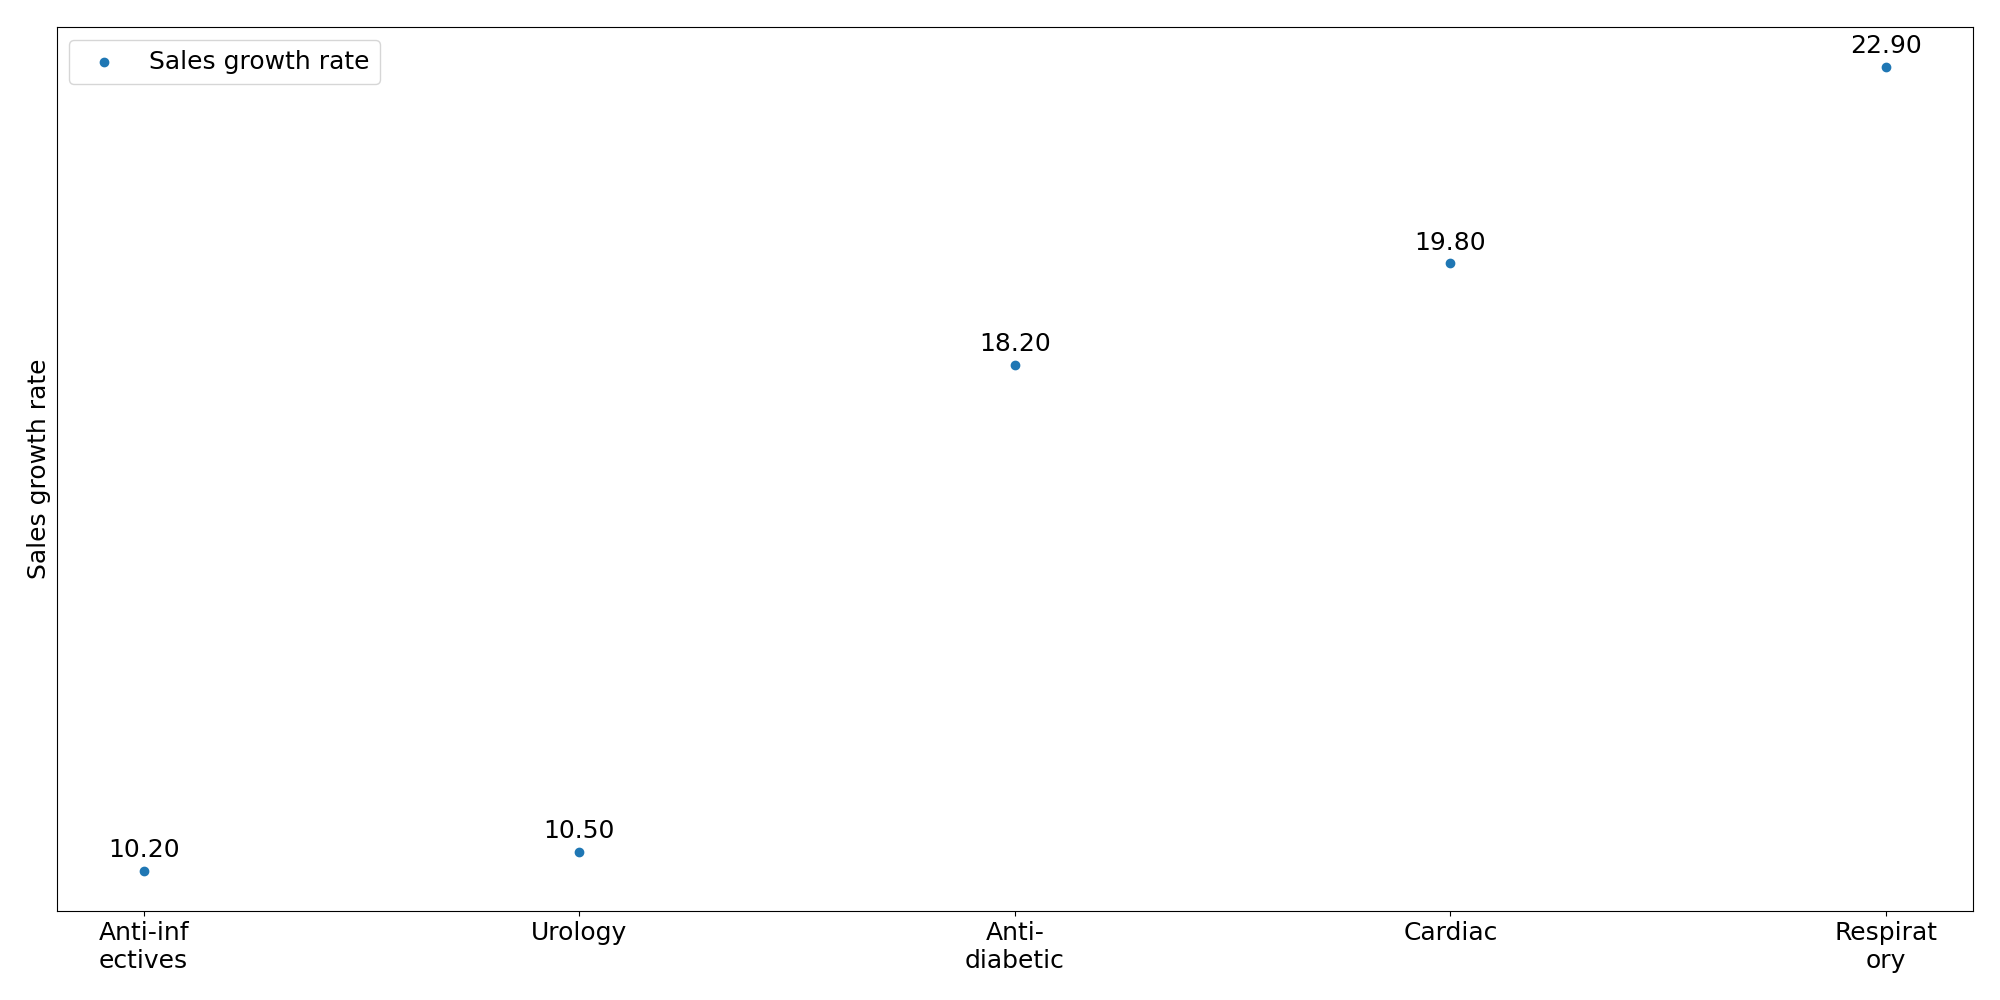 Sales growth rate
22.90
19.80
18.20
10.50
10.20
Sales growth rate
Anti-inf
ectives
Urology
Anti-
diabetic
Cardiac
Respirat
ory